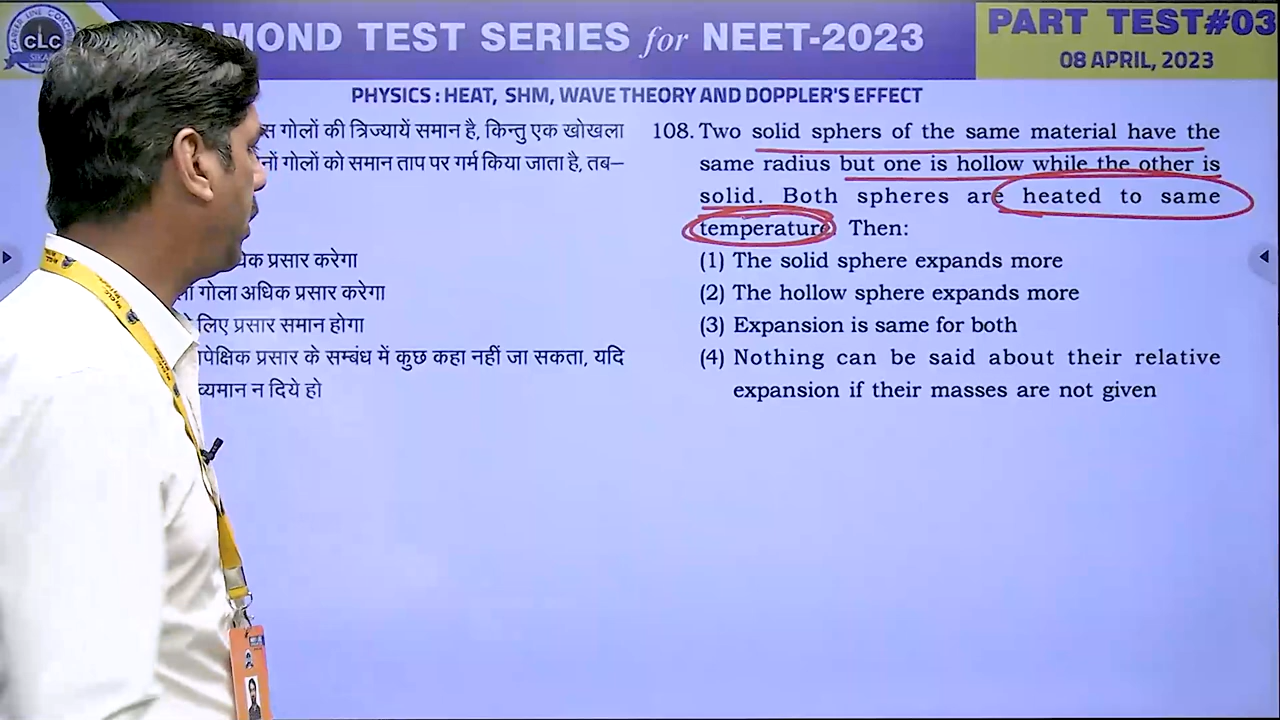 CLC
MOND TEST SERIES for NEET-2023
PART TEST#03
08 APRIL, 2023
PHYSICS : HEAT, SHM, WAVE THEORY AND DOPPLER'S EFFECT
स गोलों की त्रिज्यायें समान है, किन्तु एक खोखला
नों गोलों को समान ताप पर गर्म किया जाता है, तब–
धिक प्रसार करेगा
ला गोला अधिक प्रसार करेगा
लिए प्रसार समान होगा
पेक्षिक प्रसार के सम्बंध में कुछ कहा नहीं जा सकता, यदि
व्यमान न दिये हो
108. Two solid sphers of the same material have the
same radius but one is hollow while the other is
solid. Both spheres are heated to same
temperature. Then:
(1) The solid sphere expands more
(2) The hollow sphere expands more
(3) Expansion is same for both
(4) Nothing can be said about their relative
expansion if their masses are not given